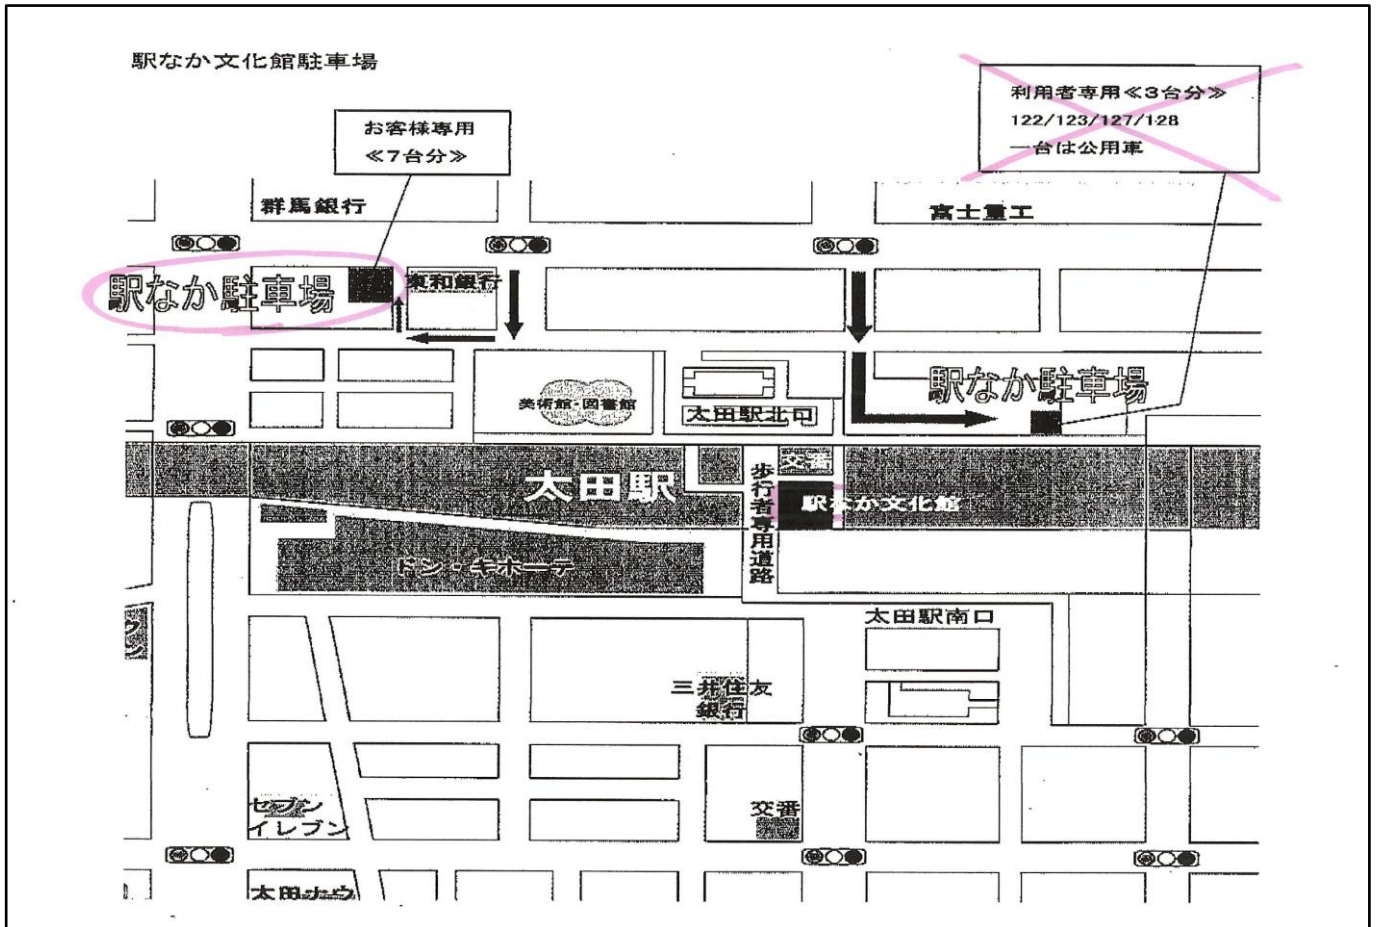 駅なか文化館駐車場
利用者専用≪3台分≫
122/123/127/128
一台は公用車
お客様専用
≪7台分≫
群馬銀行
富士重工
駅なか駐車場
東和銀行
駅なか駐車場
美術館・図書館
太田駅北口
太田駅
歩行者専用道路
交番
駅なか文化館
ドン・キホーテ
太田駅南口
三井住友
銀行
セブン
イレブン
交番
太田ナウ